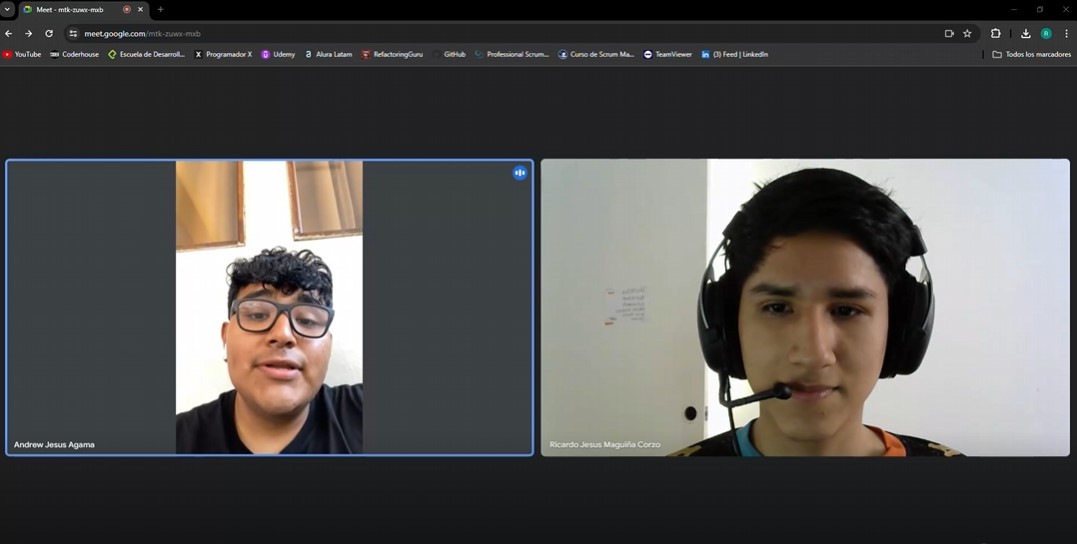 Meet - mtk-zuwx-mxb
meet.google.com/mtk-zuwx-mxb
YouTube
Coderhouse
Escuela de Desarroll...
Programador X
Udemy
Alura Latam
RefactoringGuru
GitHub
Professional Scrum...
Curso de Scrum Ma...
TeamViewer
(3) Feed | LinkedIn
Todos los marcadores
Andrew Jesus Agama
Ricardo Jesus Maguiña Corzo